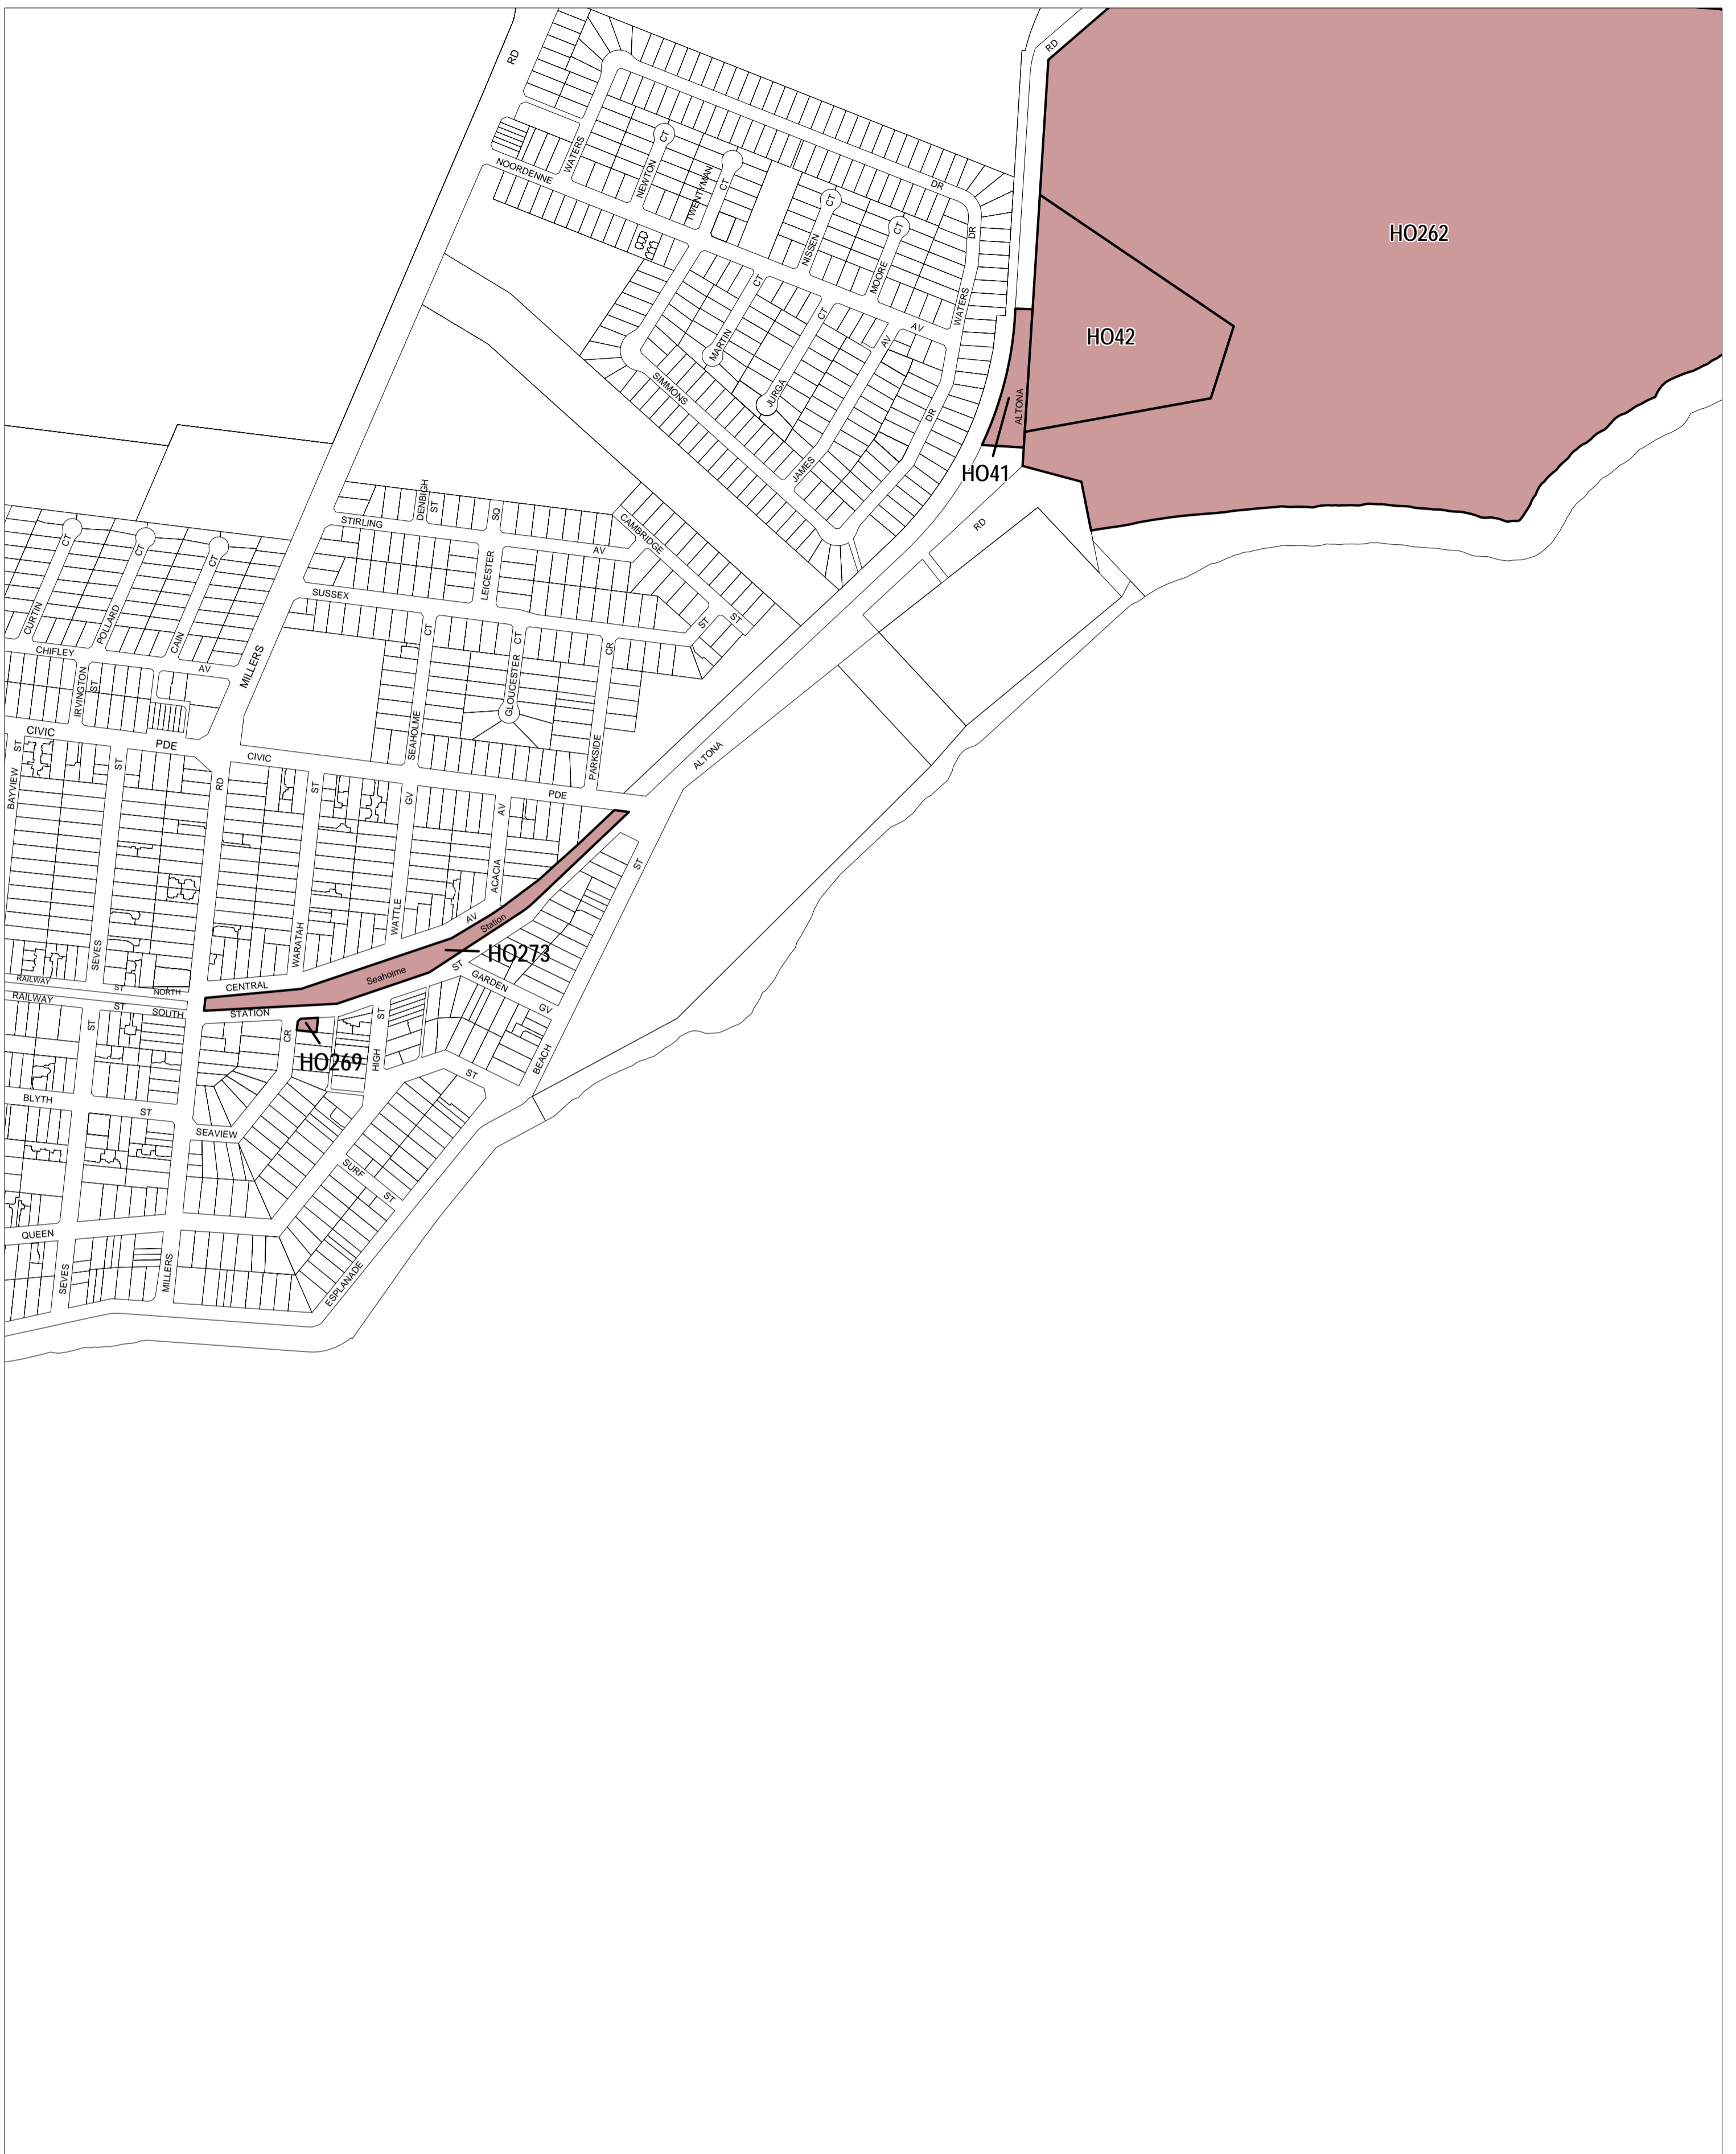 RD
RD
WATERS
CT
NOORDENNE
NEWTON
TWENTYMAN
CT
DR
CT
CT
DR
NISSEN
MOORE
HO262
CT
CT
WATERS
AV
AV
MARTIN
HO42
SIMMONS
JURGA
ALTONA
DR
JAMES
HO41
DENBIGH
ST
SQ
STIRLING
CAMBRIDGE
AV
RD
CT
CT
CT
LEICESTER
SUSSEX
CURTIN
POLLARD
CAIN
CT
CT
ST
ST
CHIFLEY
AV
MILLERS
CR
GLOUCESTER
IRVINGTON
ST
SEAHOLME
PARKSIDE
CIVIC
ST
PDE
CIVIC
ALTONA
BAYVIEW
ST
RD
ST
GV
AV
PDE
ST
ACACIA
AV
WATTLE
Station
SEVES
WARATAH
HO273
Seaholme
ST
GARDEN
RAILWAY
ST
NORTH
CENTRAL
RAILWAY
ST
SOUTH
STATION
ST
GV
ST
CR
HO269
HIGH
BEACH
ST
BLYTH
ST
SEAVIEW
SURF
ST
QUEEN
SEVES
MILLERS
ESPLANADE